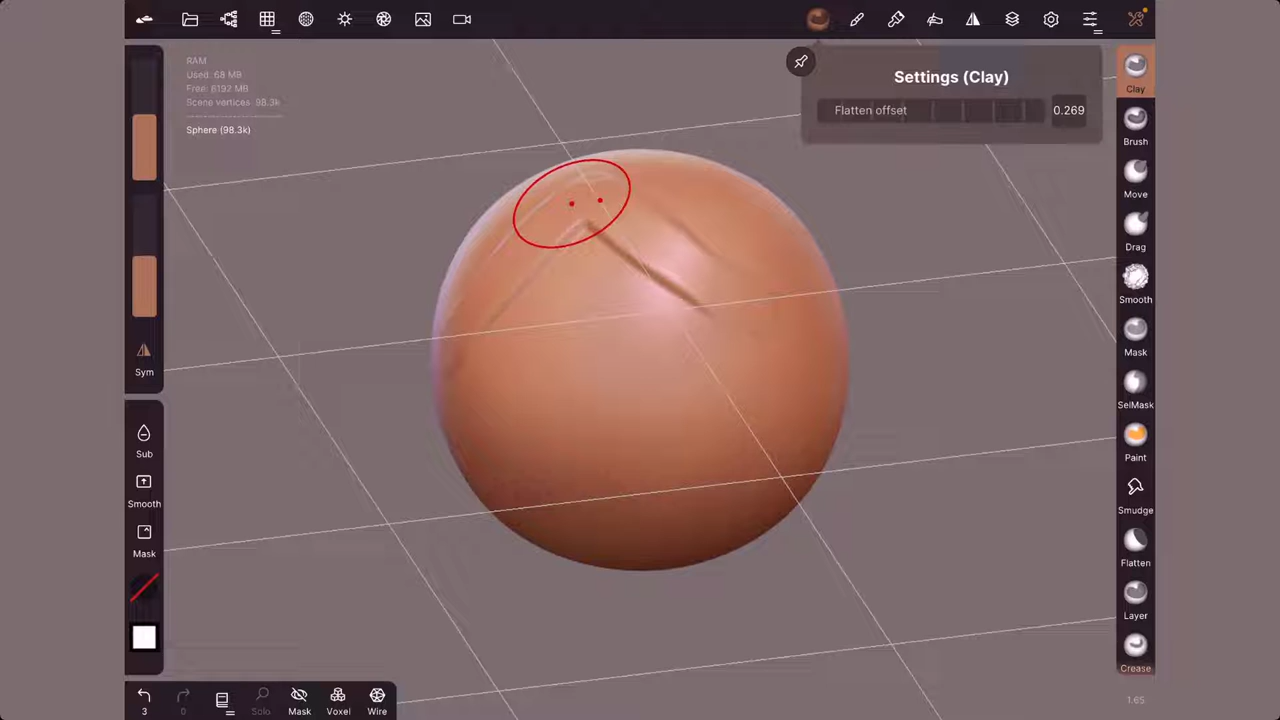 RAM
Used: 68 MB
Free: 6192 MB
Scene vertices: 98.3k
Sphere (98.3k)
Settings (Clay)
Flatten offset 0.269
Clay
Brush
Move
Drag
Smooth
Mask
SelMask
Paint
Smudge
Flatten
Layer
Crease
Sym
Sub
Smooth
Mask
3 0 Solo Mask Voxel Wire
1.65